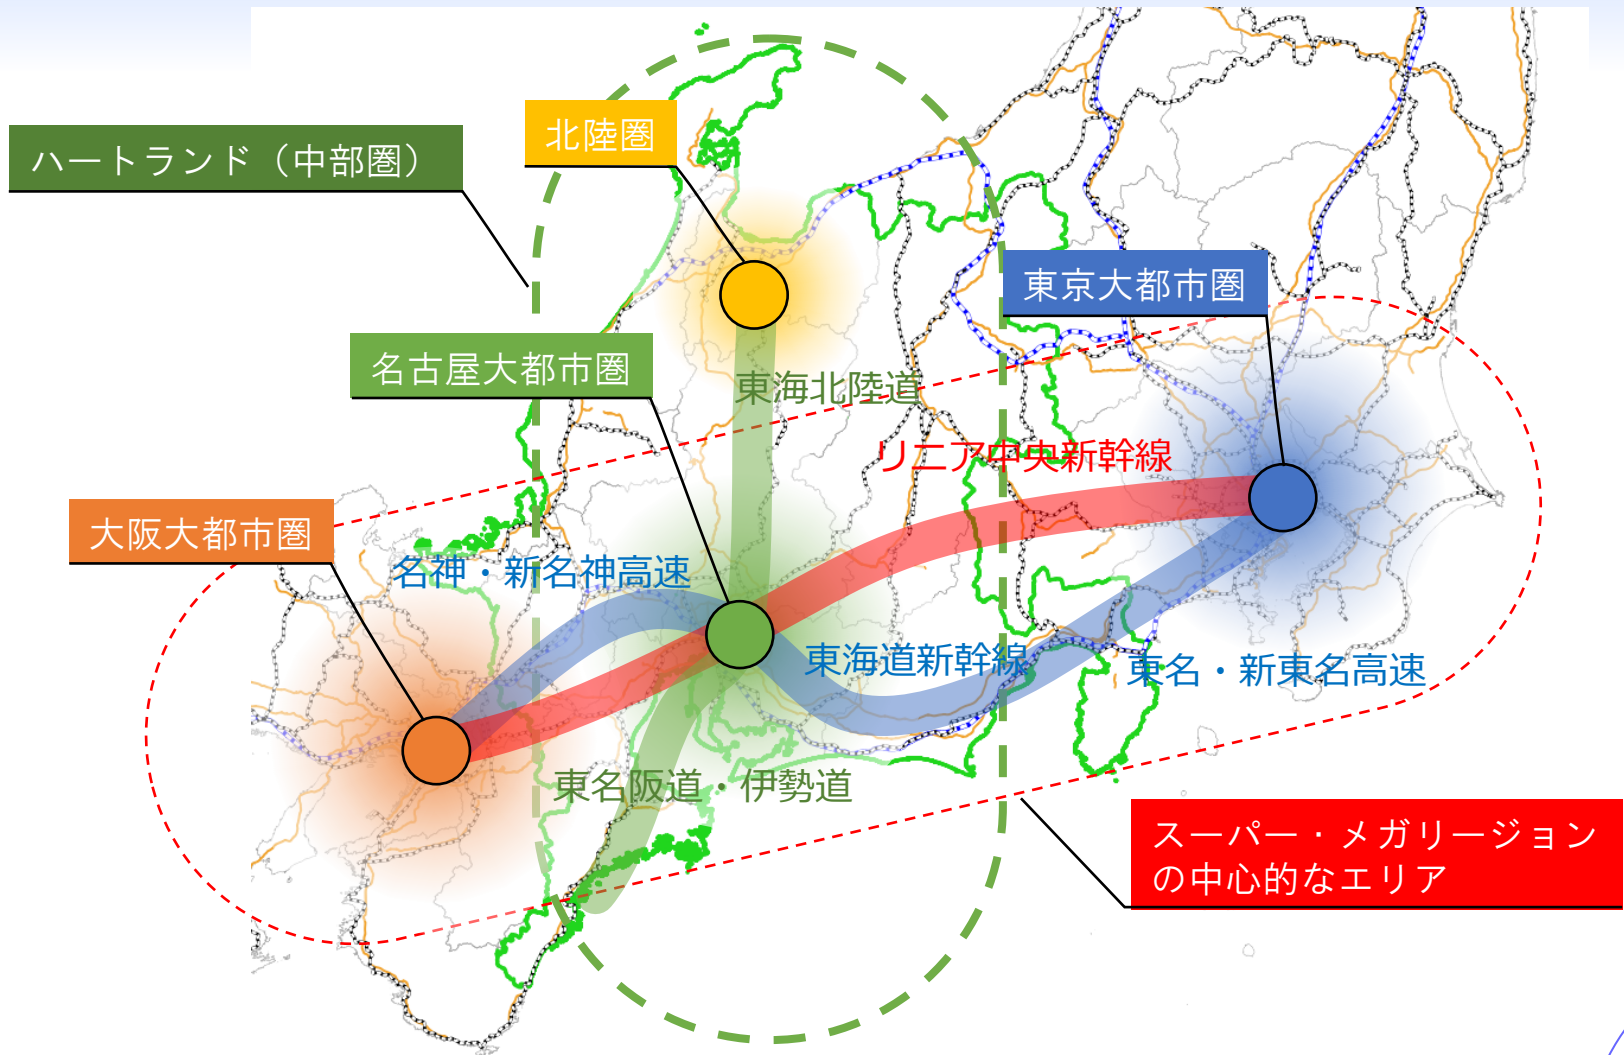 北陸圏
ハートランド（中部圏）
東京大都市圏
名古屋大都市圏
東海北陸道
リニア中央新幹線
大阪大都市圏
名神・新名神高速
東海道新幹線
東名・新東名高速
東名阪道・伊勢道
スーパー・メガリージョン
の中心的なエリア